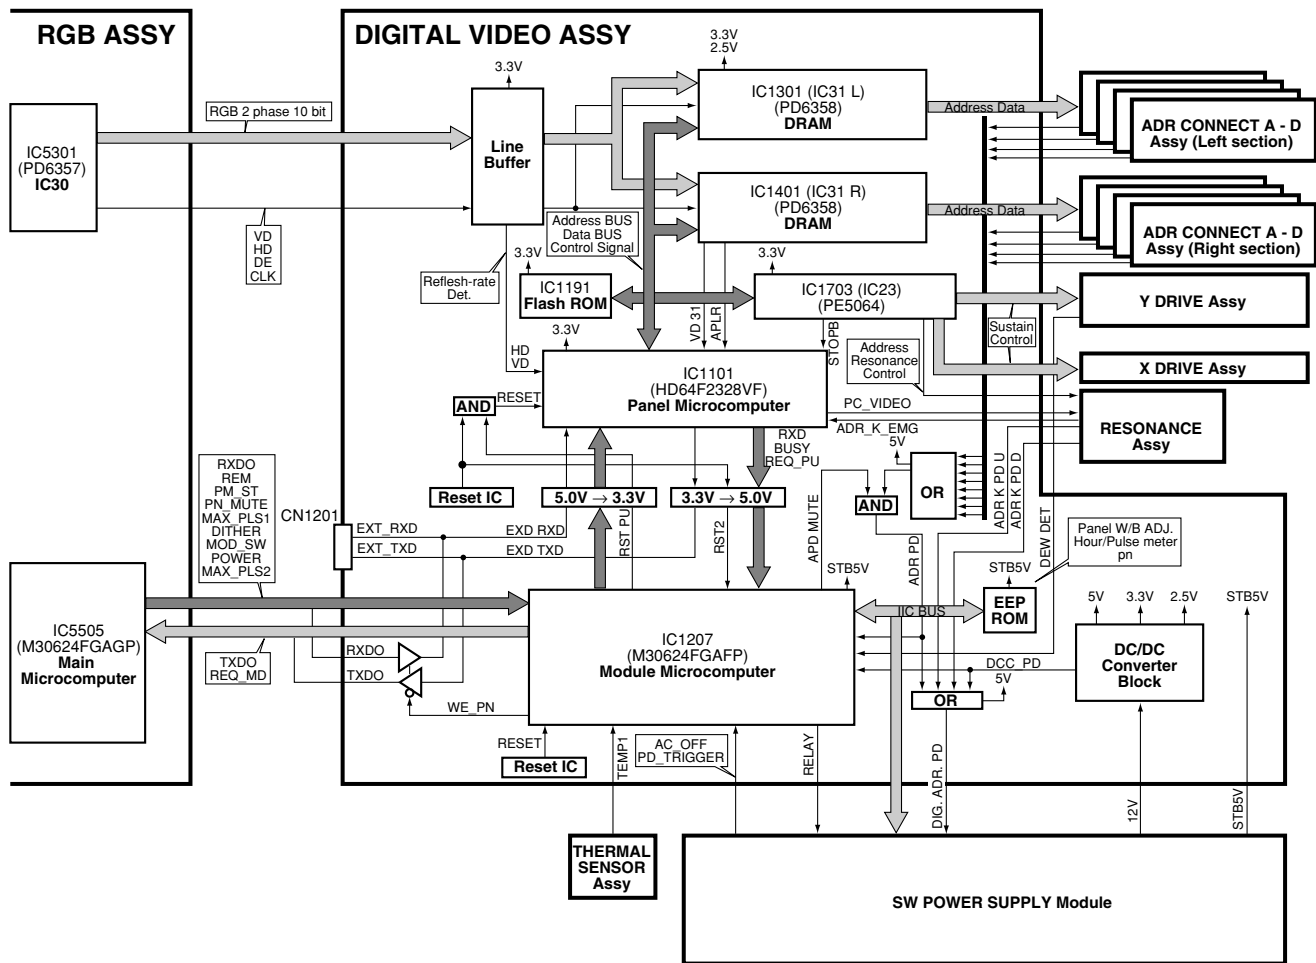 RGB ASSY
DIGITAL VIDEO ASSY
3.3V
2.5V
3.3V
RGB 2 phase 10 bit
IC5301
(PD6357)
IC30
Line
Buffer
IC1301 (IC31 L)
(PD6358)
DRAM
Address Data
ADR CONNECT A - D
Assy (Left section)
IC1401 (IC31 R)
(PD6358)
DRAM
Address Data
ADR CONNECT A - D
Assy (Right section)
VD
HD
DE
CLK
Address BUS
Data BUS
Control Signal
Reflesh-rate
Det.
3.3V
IC1191
Flash ROM
3.3V
IC1703 (IC23)
(PE5064)
Y DRIVE Assy
Sustain
Control
X DRIVE Assy
VD 31
APLR
STOPB
Address
Resonance
Control
HD
VD
3.3V
IC1101
(HD64F2328VF)
Panel Microcomputer
AND
RESET
PC_VIDEO
ADR_K_EMG
RESONANCE
Assy
RXD
BUSY
REQ_PU
5V
OR
AND
ADR K PD U
ADR K PD D
DEW DET
Reset IC
5.0V → 3.3V
3.3V → 5.0V
RXDO
REM
PM_ST
PN_MUTE
MAX_PLS1
DITHER
MOD_SW
POWER
MAX_PLS2
CN1201
EXT_RXD
EXD RXD
EXT_TXD
EXD TXD
RST PU
RST2
APD MUTE
ADR PD
STB5V
Panel W/B ADJ.
Hour/Pulse meter
pn
STB5V
EEP
ROM
IIC BUS
5V
3.3V
2.5V
STB5V
IC5505
(M30624FGAGP)
Main
Microcomputer
TXDO
REQ_MD
RXDO
TXDO
WE_PN
IC1207
(M30624FGAFP)
Module Microcomputer
DCC_PD
5V
OR
DC/DC
Converter
Block
RESET
Reset IC
TEMP1
AC_OFF
PD_TRIGGER
RELAY
DIG. ADR. PD
12V
STB5V
THERMAL
SENSOR
Assy
SW POWER SUPPLY Module